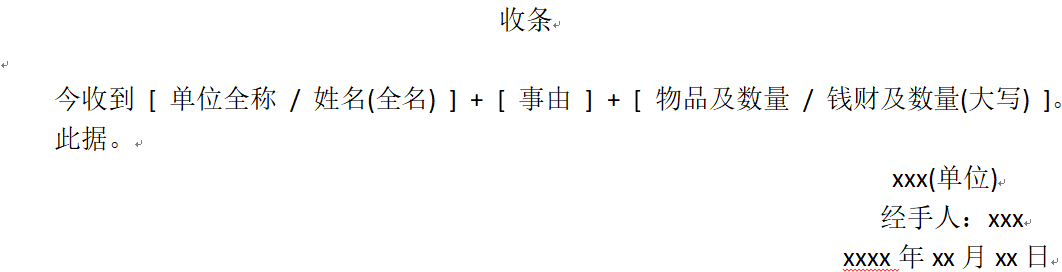 收条
今收到 [ 单位全称 / 姓名(全名) ] + [ 事由 ] + [ 物品及数量 / 钱财及数量(大写) ]。
此据。
xxx(单位)
经手人：xxx
xxxx 年 xx 月 xx 日